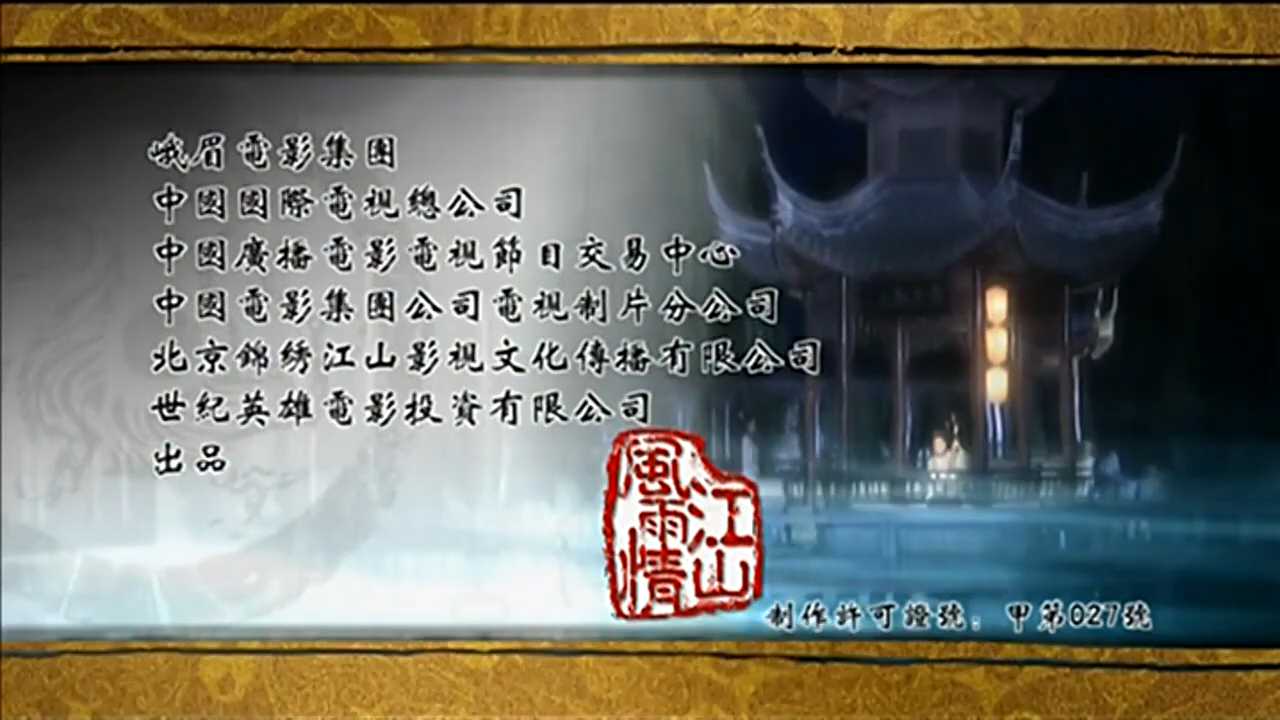 峨眉電影集團
中國國際電視總公司
中國廣播電影電視節目交易中心
中國電影集團公司電視制片分公司
北京錦綉江山影視文化傳播有限公司
世紀英雄電影投資有限公司
出品
江山
風雨情
制作許可證號：甲第027號